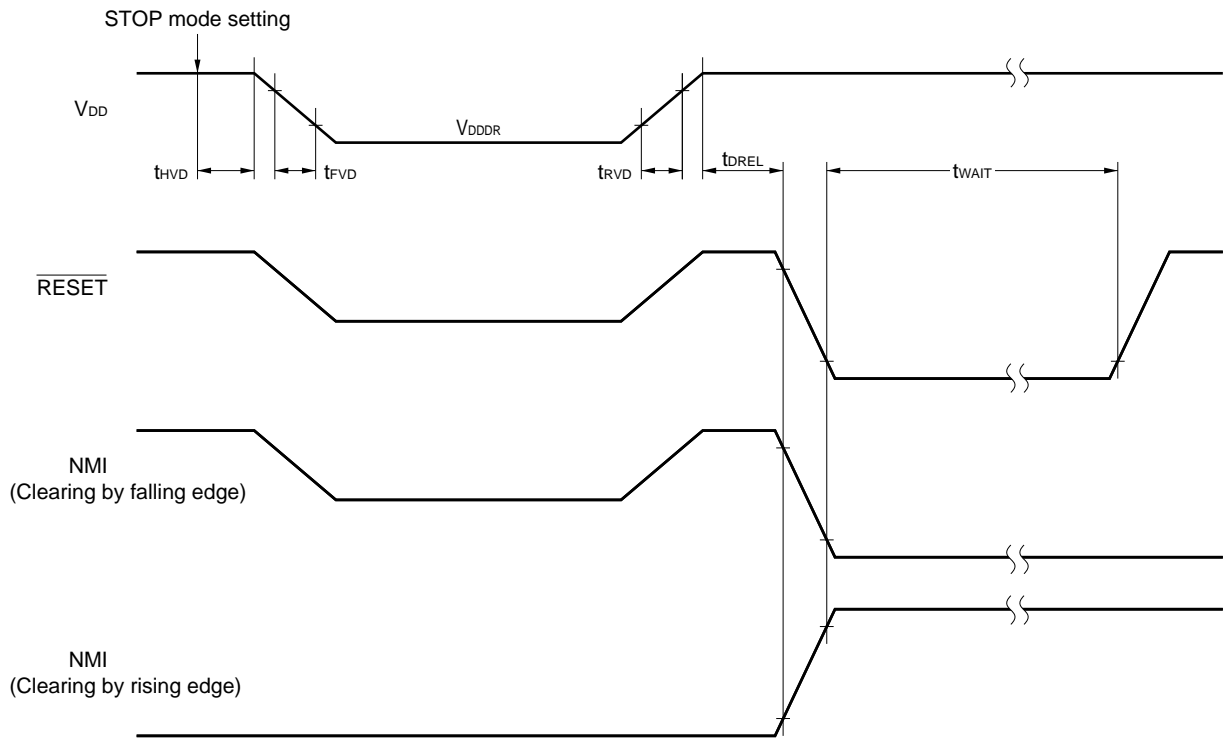 STOP mode setting
VDD
VDDDR
tHVD
tFVD
tRVD
tDREL
tWAIT
RESET
NMI
(Clearing by falling edge)
NMI
(Clearing by rising edge)